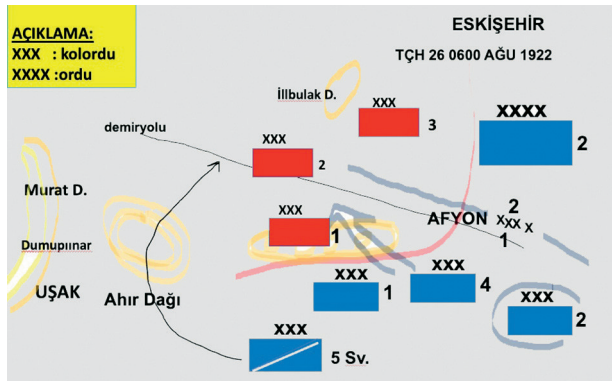 AÇIKLAMA:
XXX : kolordu
XXXX :ordu
ESKİŞEHİR
TÇH 26 0600 AĞU 1922
İllbulak D.
XXX
3
XXXX
2
demiryolu
XXX
2
Murat D.
Dumupıınar
UŞAK
Ahır Dağı
XXX
1
AFYON
2
XXX X
1
XXX
1
XXX
4
XXX
2
XXX
5 Sv.